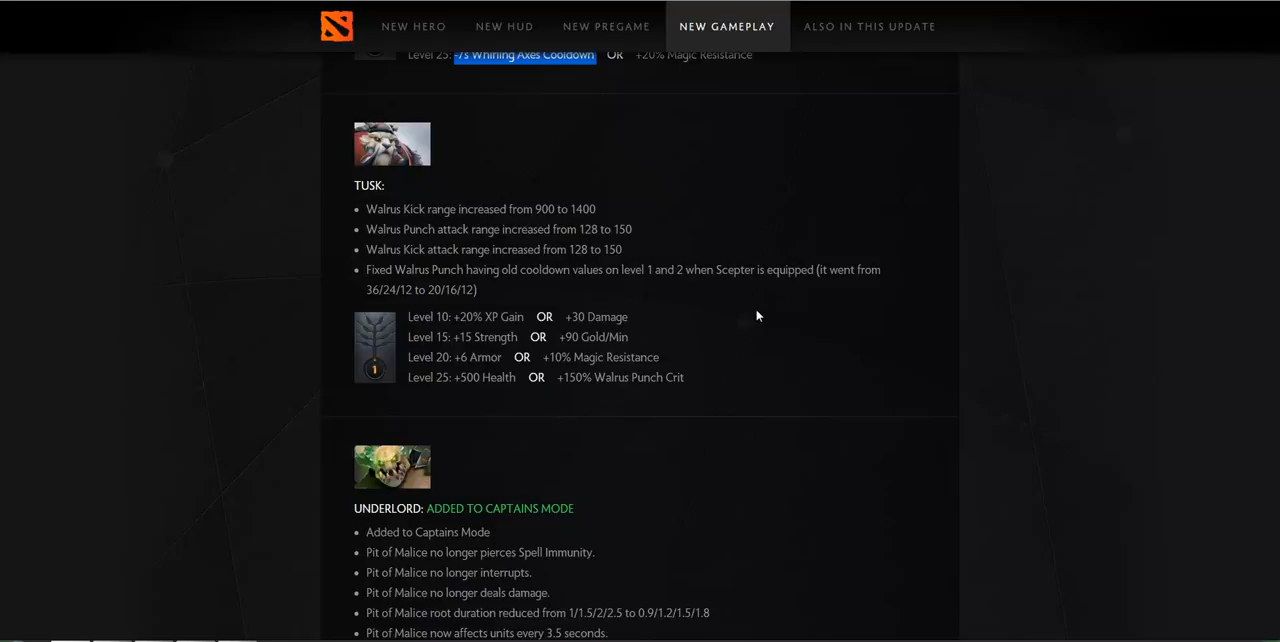 NEW HERO NEW HUD NEW PREGAME NEW GAMEPLAY ALSO IN THIS UPDATE
Level 25: -7s Whirling Axes Cooldown OR +20% Magic Resistance
TUSK:
• Walrus Kick range increased from 900 to 1400
• Walrus Punch attack range increased from 128 to 150
• Walrus Kick attack range increased from 128 to 150
• Fixed Walrus Punch having old cooldown values on level 1 and 2 when Scepter is equipped (it went from
36/24/12 to 20/16/12)
Level 10: +20% XP Gain OR +30 Damage
Level 15: +15 Strength OR +90 Gold/Min
Level 20: +6 Armor OR +10% Magic Resistance
Level 25: +500 Health OR +150% Walrus Punch Crit
1
UNDERLORD: ADDED TO CAPTAINS MODE
• Added to Captains Mode
• Pit of Malice no longer pierces Spell Immunity.
• Pit of Malice no longer interrupts.
• Pit of Malice no longer deals damage.
• Pit of Malice root duration reduced from 1/1.5/2/2.5 to 0.9/1.2/1.5/1.8
• Pit of Malice now affects units every 3.5 seconds.